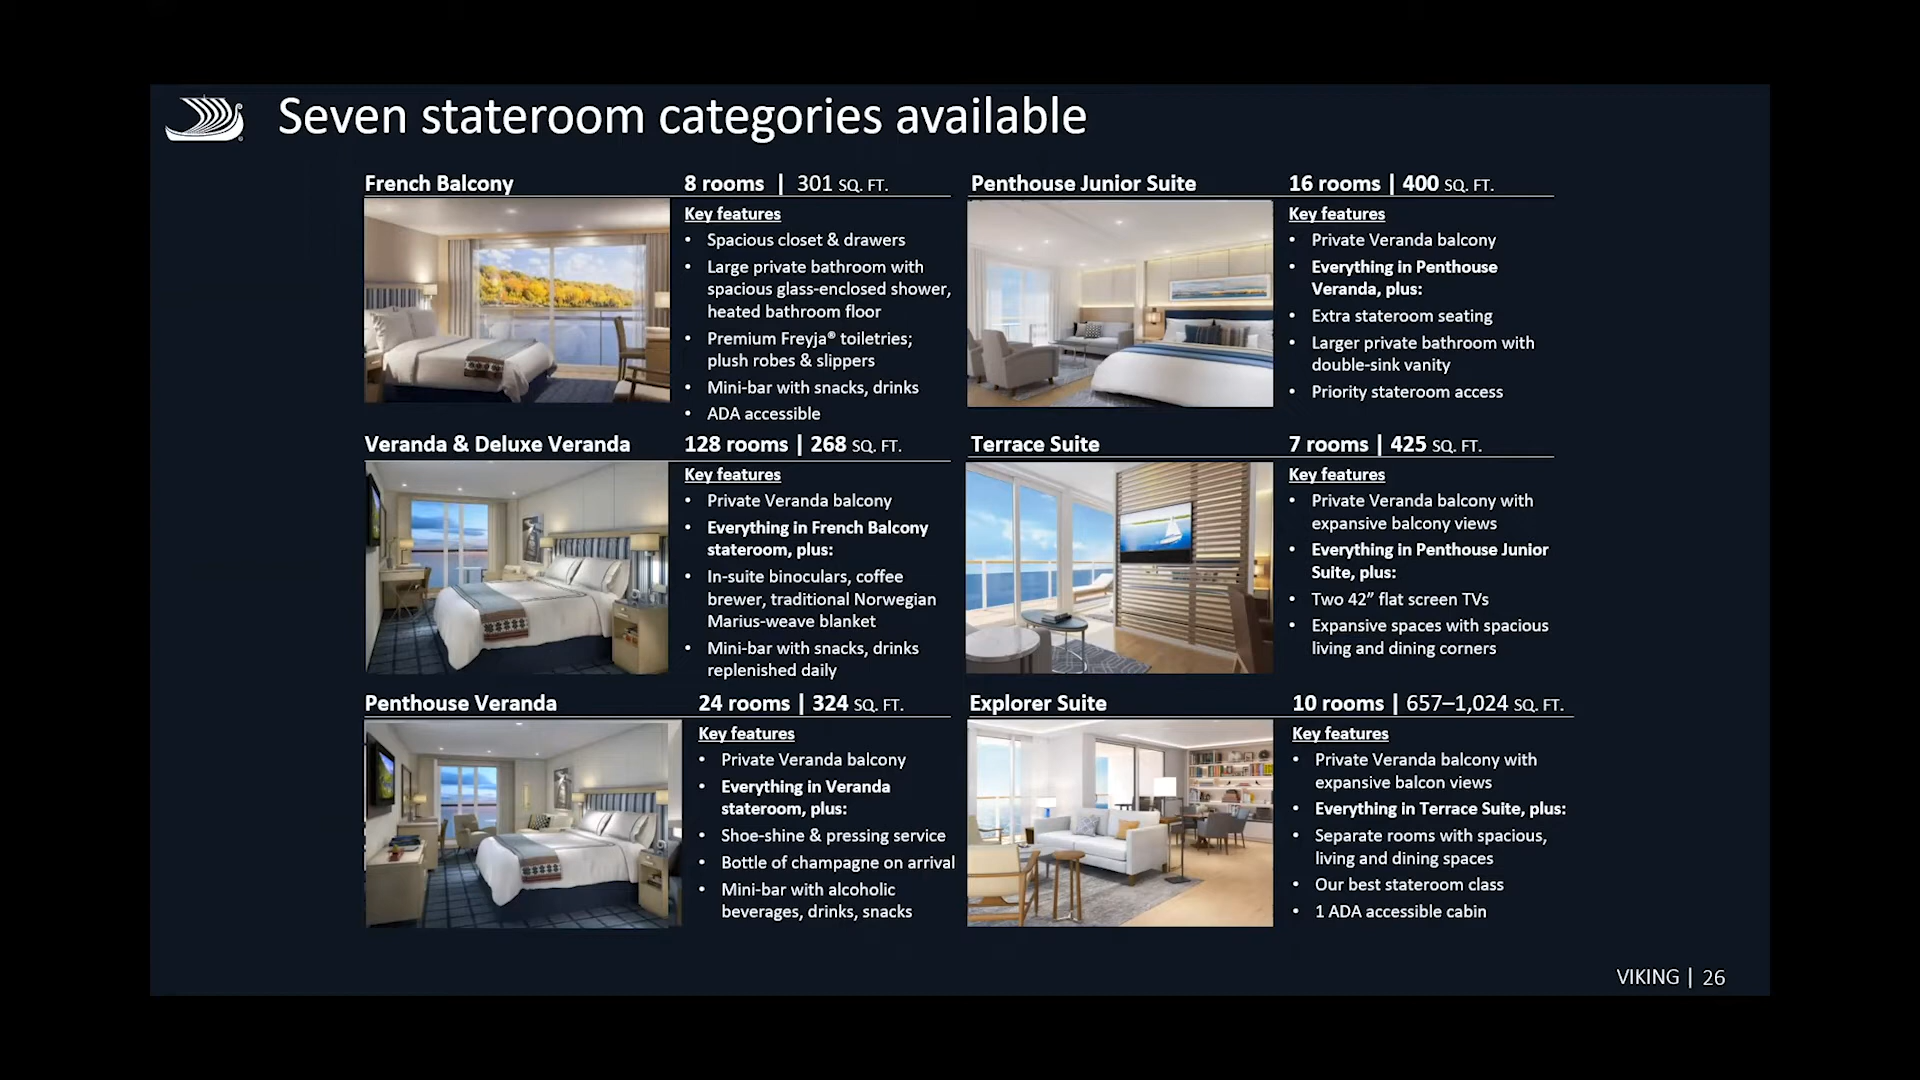 Seven stateroom categories available
French Balcony
8 rooms | 301 SQ. FT.
Key features
• Spacious closet & drawers
• Large private bathroom with
spacious glass-enclosed shower,
heated bathroom floor
• Premium Freyja® toiletries;
plush robes & slippers
• Mini-bar with snacks, drinks
• ADA accessible
Veranda & Deluxe Veranda
128 rooms | 268 SQ. FT.
Key features
• Private Veranda balcony
• Everything in French Balcony
stateroom, plus:
• In-suite binoculars, coffee
brewer, traditional Norwegian
Marius-weave blanket
• Mini-bar with snacks, drinks
replenished daily
Penthouse Veranda
24 rooms | 324 SQ. FT.
Key features
• Private Veranda balcony
• Everything in Veranda
stateroom, plus:
• Shoe-shine & pressing service
• Bottle of champagne on arrival
• Mini-bar with alcoholic
beverages, drinks, snacks
Penthouse Junior Suite
16 rooms | 400 SQ. FT.
Key features
• Private Veranda balcony
• Everything in Penthouse
Veranda, plus:
• Extra stateroom seating
• Larger private bathroom with
double-sink vanity
• Priority stateroom access
Terrace Suite
7 rooms | 425 SQ. FT.
Key features
• Private Veranda balcony with
expansive balcony views
• Everything in Penthouse Junior
Suite, plus:
• Two 42” flat screen TVs
• Expansive spaces with spacious
living and dining corners
Explorer Suite
10 rooms | 657–1,024 SQ. FT.
Key features
• Private Veranda balcony with
expansive balcon views
• Everything in Terrace Suite, plus:
• Separate rooms with spacious,
living and dining spaces
• Our best stateroom class
• 1 ADA accessible cabin
VIKING | 26